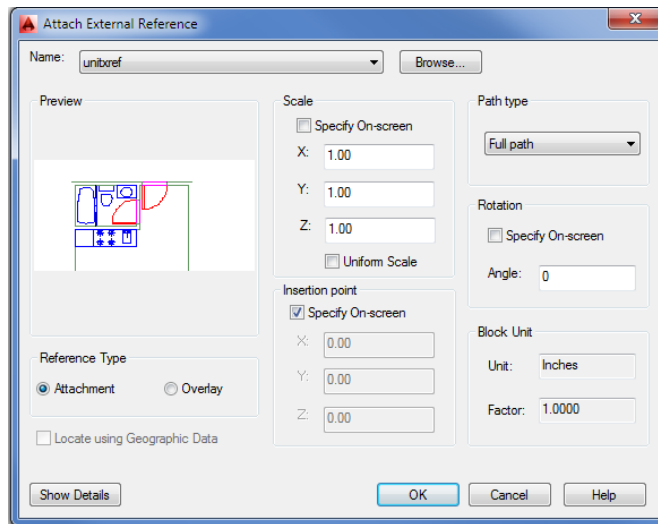 Attach External Reference
Name: unitxref Browse...
Preview
Scale
Specify On-screen
X: 1.00
Y: 1.00
Z: 1.00
Uniform Scale
Path type
Full path
Rotation
Specify On-screen
Angle: 0
Insertion point
Specify On-screen
X: 0.00
Y: 0.00
Z: 0.00
Block Unit
Unit: Inches
Factor: 1.0000
Reference Type
Attachment Overlay
Locate using Geographic Data
Show Details OK Cancel Help